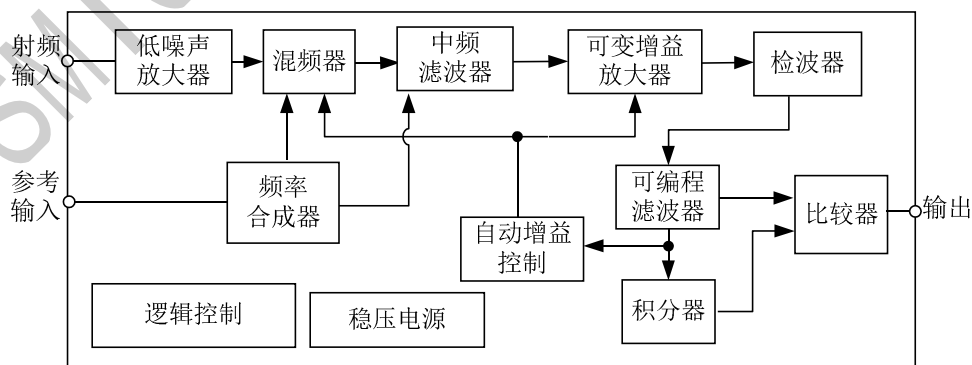 射频
输入
低噪声
放大器
混频器
中频
滤波器
可变增益
放大器
检波器
参考
输入
频率
合成器
自动增益
控制
可编程
滤波器
比较器
输出
积分器
逻辑控制
稳压电源